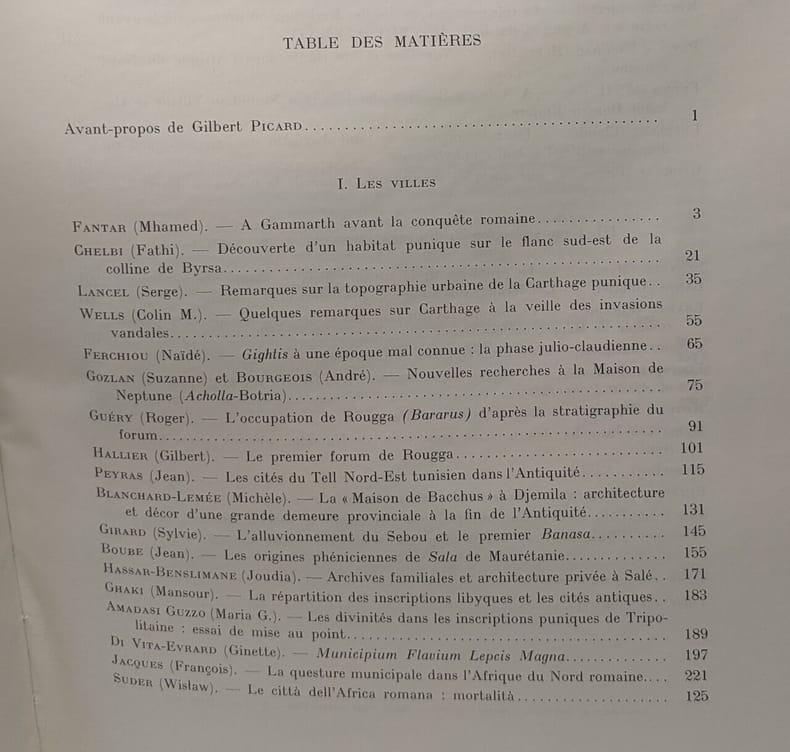 TABLE DES MATIÈRES
Avant-propos de Gilbert PICARD........................................ 1
I. LES VILLES
FANTAR (Mhamed). — A Gammarth avant la conquête romaine................ 3
CHELBI (Fathi). — Découverte d'un habitat punique sur le flanc sud-est de la
colline de Byrsa........................................ 21
LANCEL (Serge). — Remarques sur la topographie urbaine de la Carthage punique.. 35
WELLS (Colin M.). — Quelques remarques sur Carthage à la veille des invasions
vandales........................................ 55
FERCHIOU (Naïdé). — Gighlis à une époque mal connue : la phase julio-claudienne.. 65
GOZLAN (Suzanne) et BOURGEOIS (André). — Nouvelles recherches à la Maison de
Neptune (Acholla-Botria)........................................ 75
GUÉRY (Roger). — L'occupation de Rougga (Bararus) d'après la stratigraphie du
forum........................................ 91
HALLIER (Gilbert). — Le premier forum de Rougga.......................... 101
PEYRAS (Jean). — Les cités du Tell Nord-Est tunisien dans l'Antiquité........... 115
BLANCHARD-LEMÉE (Michèle). — La « Maison de Bacchus » à Djemila : architecture
et décor d'une grande demeure provinciale à la fin de l'Antiquité........... 131
GIRARD (Sylvie). — L'alluvionnement du Sebou et le premier Banasa.......... 145
BOUBE (Jean). — Les origines phéniciennes de Sala de Maurétanie.............. 155
HASSAR-BENSLIMANE (Joudia). — Archives familiales et architecture privée à Salé.. 171
GHAKI (Mansour). — La répartition des inscriptions libyques et les cités antiques.. 183
AMADASI GUZZO (Maria G.). — Les divinités dans les inscriptions puniques de Tripo-
litaine : essai de mise au point........................................ 189
DI VITA-EVRARD (Ginette). — Municipium Flavium Lepcis Magna.............. 197
JACQUES (François). — La questure municipale dans l'Afrique du Nord romaine.... 221
SUDER (Wislaw). — Le città dell'Africa romana : mortalità.................... 125